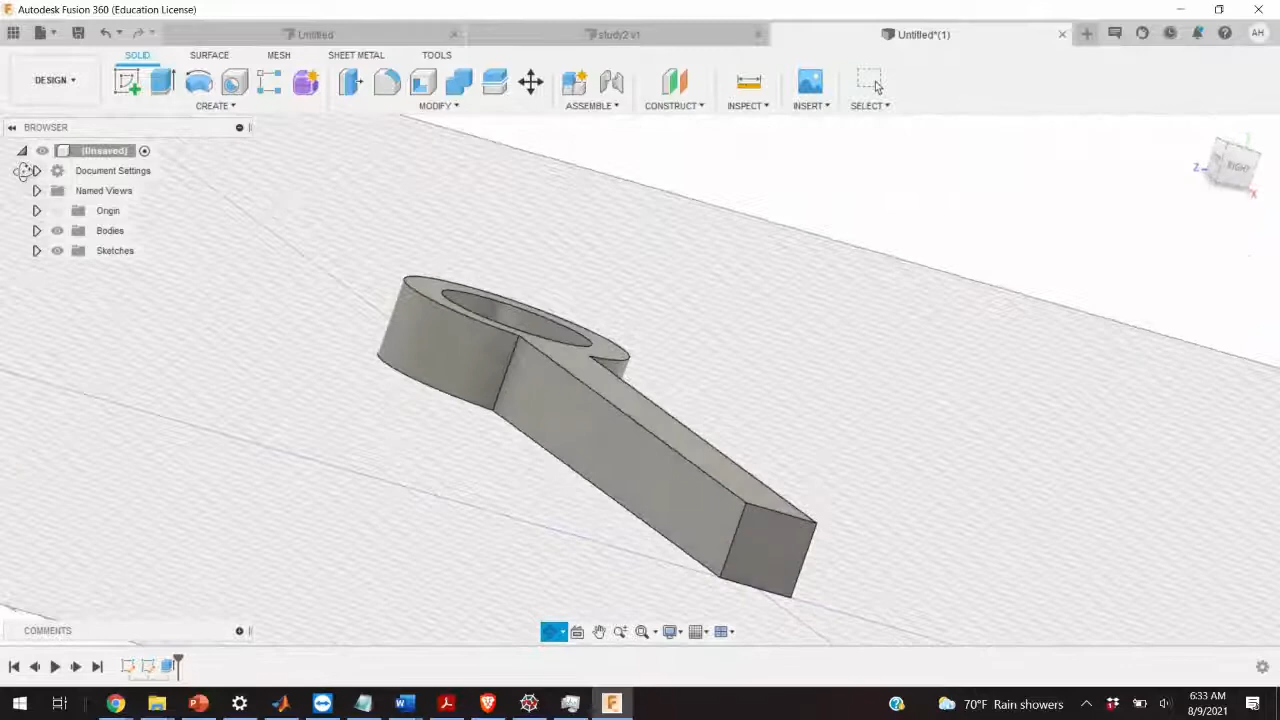 Autodesk Fusion 360 (Education License)
Untitled
study2 v1
Untitled*(1)
AH
SOLID
SURFACE
MESH
SHEET METAL
TOOLS
DESIGN
CREATE
MODIFY
ASSEMBLE
CONSTRUCT
INSPECT
INSERT
SELECT
BROWSER
(Unsaved)
Document Settings
Named Views
Origin
Bodies
Sketches
RIGHT
Z
X
COMMENTS
70°F Rain showers
6:33 AM
8/9/2021